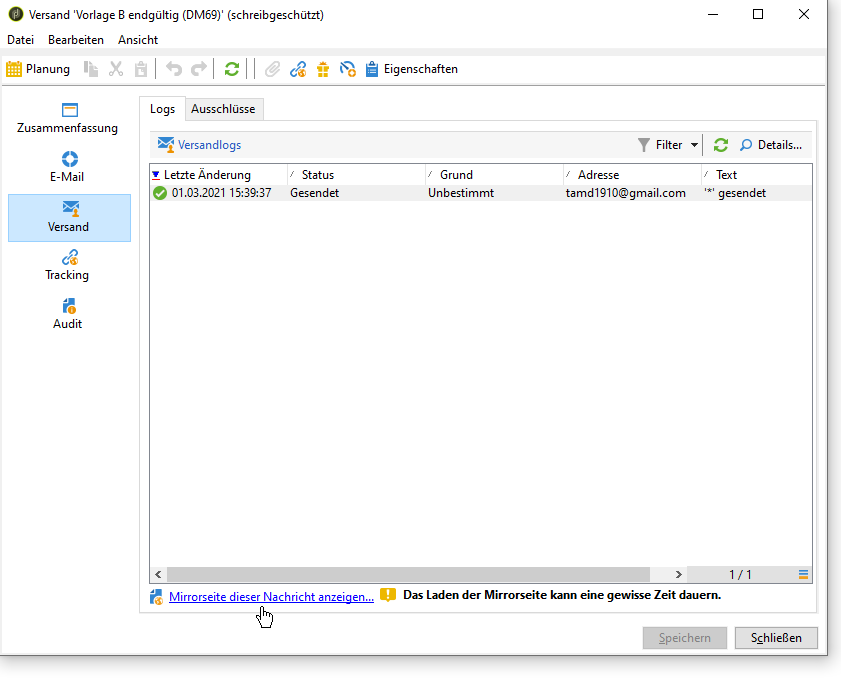 Versand 'Vorlage B endgültig (DM69)' (schreibgeschützt)
Datei Bearbeiten Ansicht
Planung Eigenschaften
Zusammenfassung
E-Mail
Versand
Tracking
Audit
Logs Ausschlüsse
Versandlogs Filter Details...
Letzte Änderung Status Grund Adresse Text
01.03.2021 15:39:37 Gesendet Unbestimmt tamd1910@gmail.com '*' gesendet
1 / 1
Mirrorseite dieser Nachricht anzeigen... Das Laden der Mirrorseite kann eine gewisse Zeit dauern.
Speichern Schließen